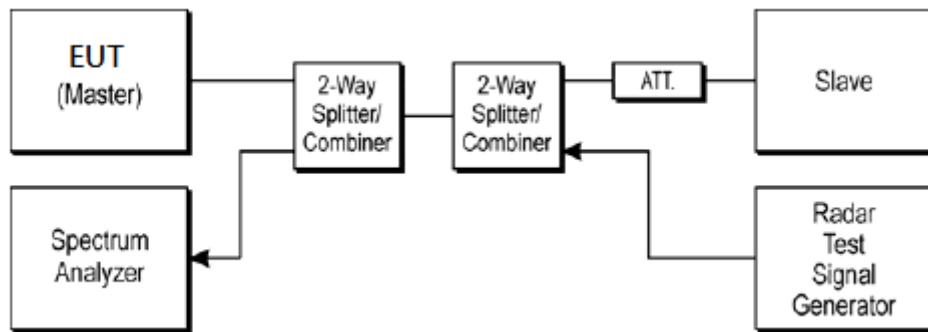 EUT
(Master)
2-Way
Splitter/
Combiner
2-Way
Splitter/
Combiner
ATT.
Slave
Spectrum
Analyzer
Radar
Test
Signal
Generator